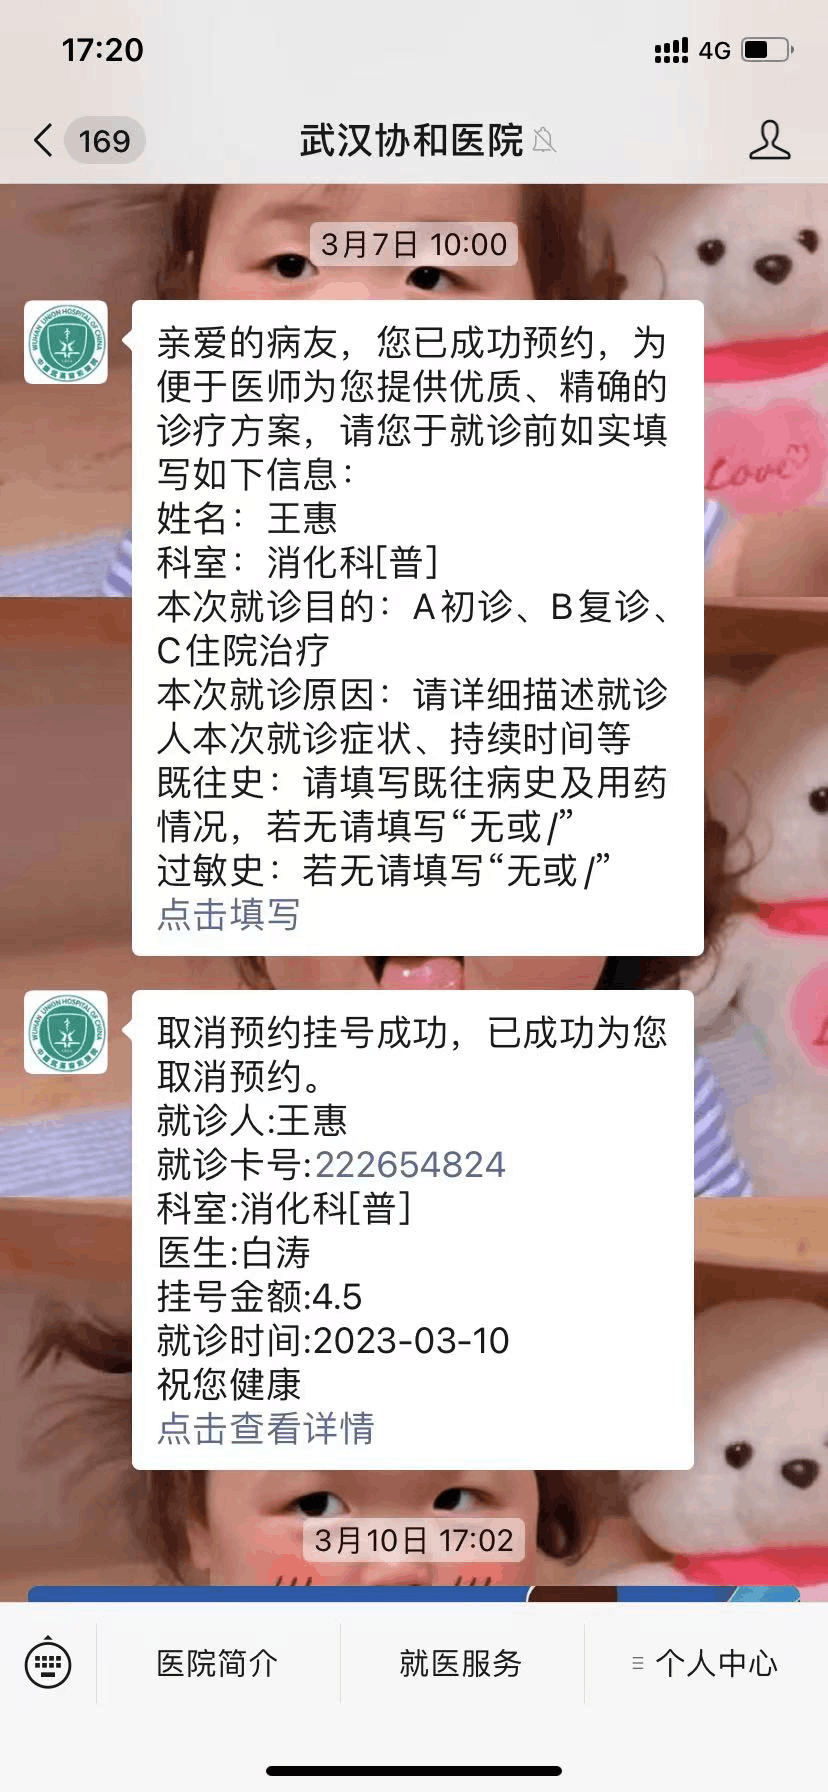 17:20
4G
169
武汉协和医院
3月7日 10:00
亲爱的病友，您已成功预约，为
便于医师为您提供优质、精确的
诊疗方案，请您于就诊前如实填
写如下信息：
姓名：王惠
科室：消化科[普]
本次就诊目的：A初诊、B复诊、
C住院治疗
本次就诊原因：请详细描述就诊
人本次就诊症状、持续时间等
既往史：请填写既往病史及用药
情况，若无请填写“无或/”
过敏史：若无请填写“无或/”
点击填写
Love
WUHAN UNION HOSPITAL OF CHINA
取消预约挂号成功，已成功为您
取消预约。
就诊人:王惠
就诊卡号:222654824
科室:消化科[普]
医生:白涛
挂号金额:4.5
就诊时间:2023-03-10
祝您健康
点击查看详情
WUHAN UNION HOSPITAL OF CHINA
3月10日 17:02
医院简介
就医服务
个人中心